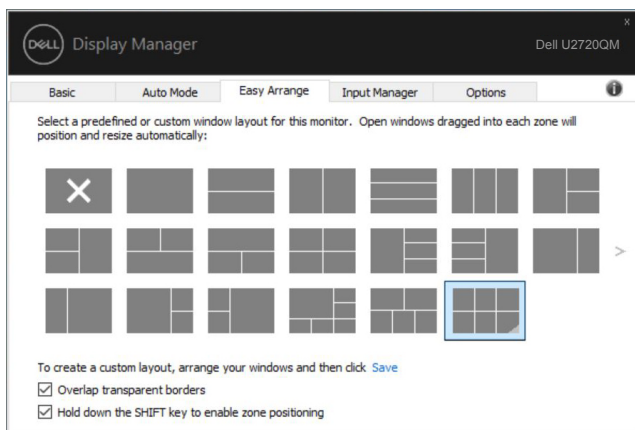 x
DELL Display Manager
Dell U2720QM
Basic Auto Mode Easy Arrange Input Manager Options
Select a predefined or custom window layout for this monitor. Open windows dragged into each zone will
position and resize automatically:
>
To create a custom layout, arrange your windows and then click Save
Overlap transparent borders
Hold down the SHIFT key to enable zone positioning